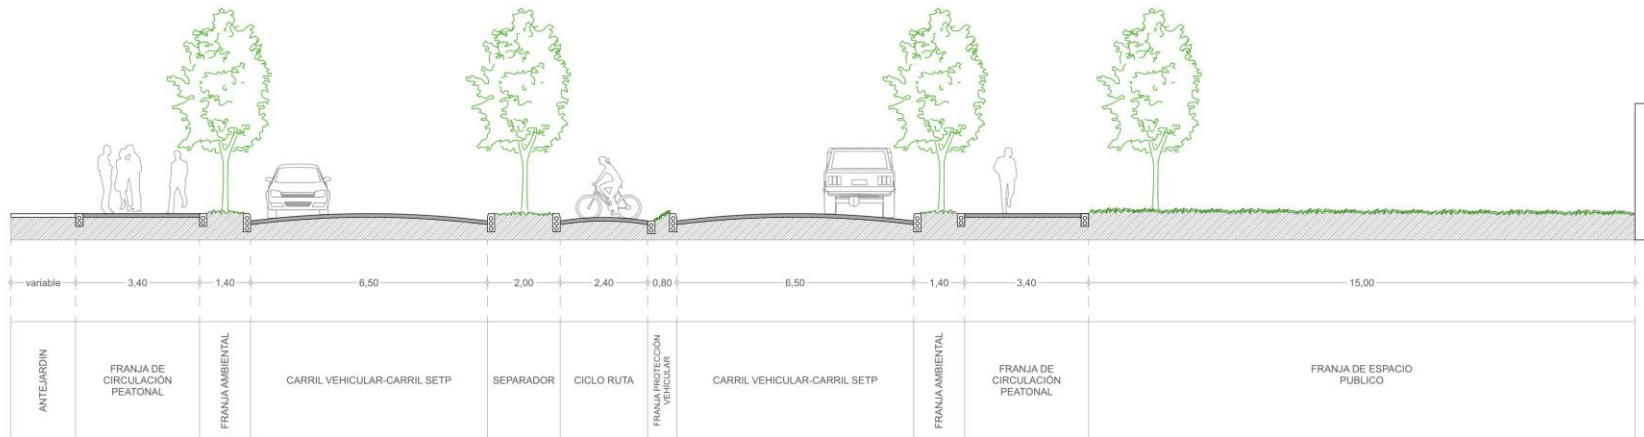 variable
3,40
1,40
6,50
2,00
2,40
0,80
6,50
1,40
3,40
15,00
ANTEJARDIN
FRANJA DE
CIRCULACIÓN
PEATONAL
FRANJA AMBIENTAL
CARRIL VEHICULAR-CARRIL SETP
SEPARADOR
CICLO RUTA
FRANJA PROTECCIÓN
VEHÍCULAR
CARRIL VEHICULAR-CARRIL SETP
FRANJA AMBIENTAL
FRANJA DE
CIRCULACIÓN
PEATONAL
FRANJA DE ESPACIO
PUBLICO